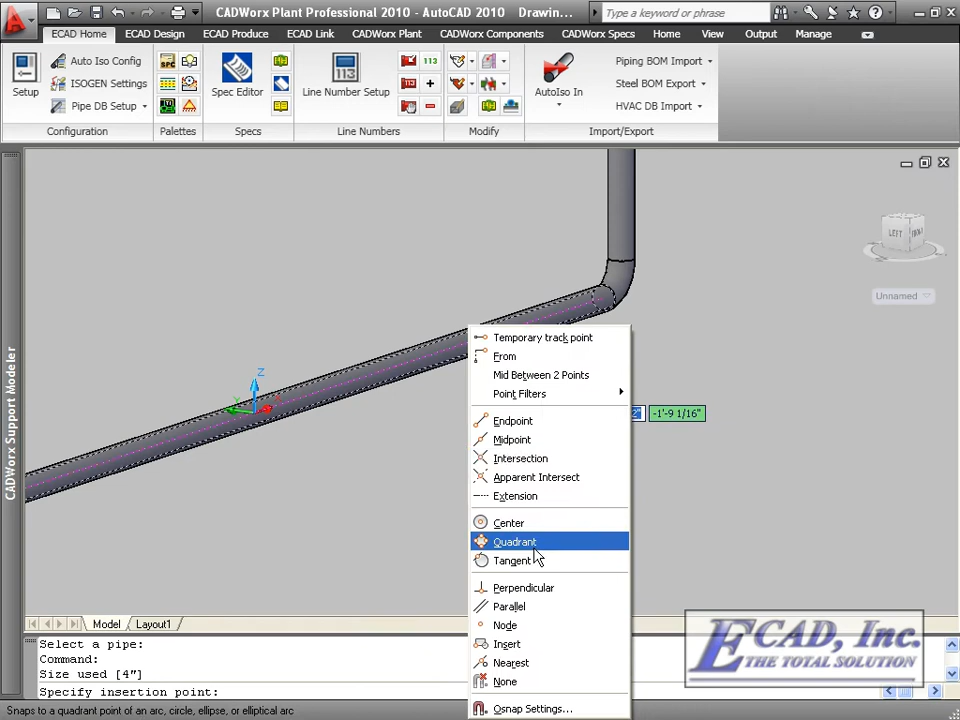 CADWorx Plant Professional 2010 - AutoCAD 2010 Drawin...
Type a keyword or phrase
ECAD Home ECAD Design ECAD Produce ECAD Link CADWorx Plant CADWorx Components CADWorx Specs Home View Output Manage
Auto Iso Config
ISOGEN Settings
Pipe DB Setup
Setup
Spec Editor
Line Number Setup
113
113
AutoIso In
Piping BOM Import
Steel BOM Export
HVAC DB Import
Configuration Palettes Specs Line Numbers Modify Import/Export
LEFT
Unnamed
Z
CADWorx Support Modeler
2" -1'-9 1/16"
Temporary track point
From
Mid Between 2 Points
Point Filters
Endpoint
Midpoint
Intersection
Apparent Intersect
Extension
Center
Quadrant
Tangent
Perpendicular
Parallel
Node
Insert
Nearest
None
Osnap Settings...
Model Layout1
Select a pipe:
Command:
Size used [4"]
Specify insertion point:
Snaps to a quadrant point of an arc, circle, ellipse, or elliptical arc
ECAD, Inc.
THE TOTAL SOLUTION